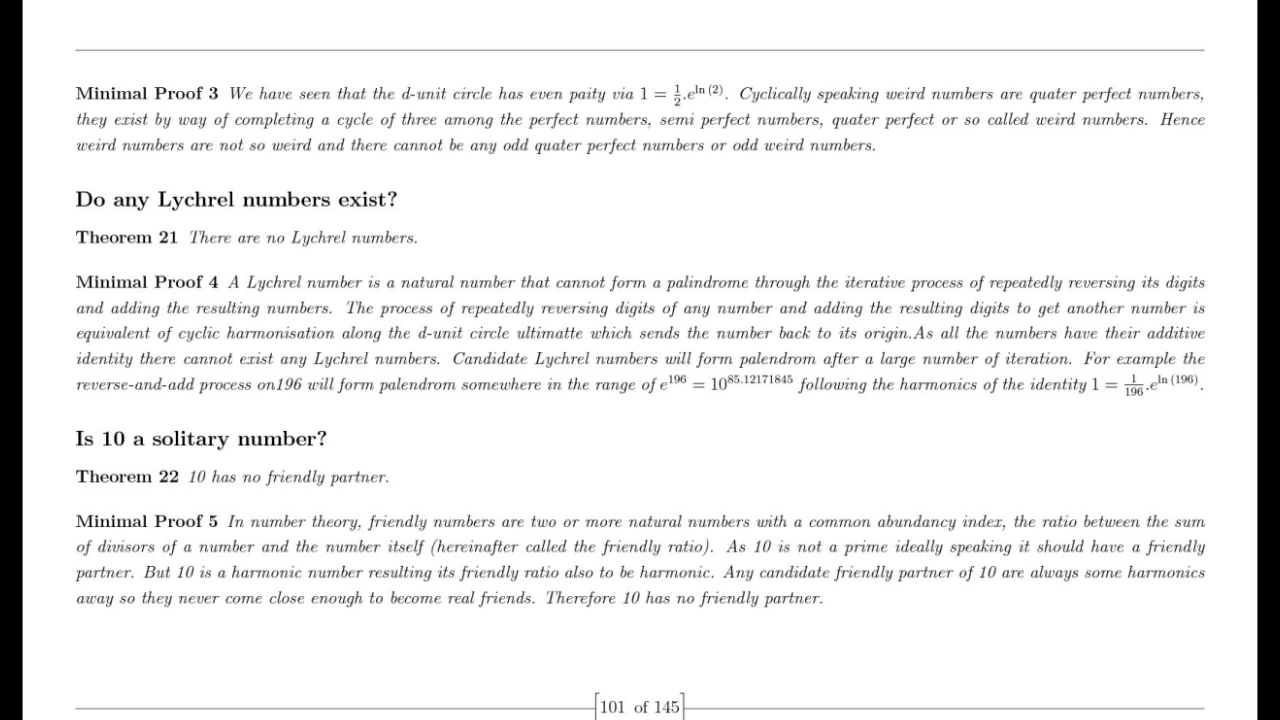 Minimal Proof 3 We have seen that the d-unit circle has even paity via 1 = 1/2.e^ln (2). Cyclically speaking weird numbers are quater perfect numbers,
they exist by way of completing a cycle of three among the perfect numbers, semi perfect numbers, quater perfect or so called weird numbers. Hence
weird numbers are not so weird and there cannot be any odd quater perfect numbers or odd weird numbers.
Do any Lychrel numbers exist?
Theorem 21 There are no Lychrel numbers.
Minimal Proof 4 A Lychrel number is a natural number that cannot form a palindrome through the iterative process of repeatedly reversing its digits
and adding the resulting numbers. The process of repeatedly reversing digits of any number and adding the resulting digits to get another number is
equivalent of cyclic harmonisation along the d-unit circle ultimatte which sends the number back to its origin.As all the numbers have their additive
identity there cannot exist any Lychrel numbers. Candidate Lychrel numbers will form palendrom after a large number of iteration. For example the
reverse-and-add process on196 will form palendrom somewhere in the range of e^196 = 10^85.12171845 following the harmonics of the identity 1 = 1/196.e^ln (196).
Is 10 a solitary number?
Theorem 22 10 has no friendly partner.
Minimal Proof 5 In number theory, friendly numbers are two or more natural numbers with a common abundancy index, the ratio between the sum
of divisors of a number and the number itself (hereinafter called the friendly ratio). As 10 is not a prime ideally speaking it should have a friendly
partner. But 10 is a harmonic number resulting its friendly ratio also to be harmonic. Any candidate friendly partner of 10 are always some harmonics
away so they never come close enough to become real friends. Therefore 10 has no friendly partner.
[101 of 145]